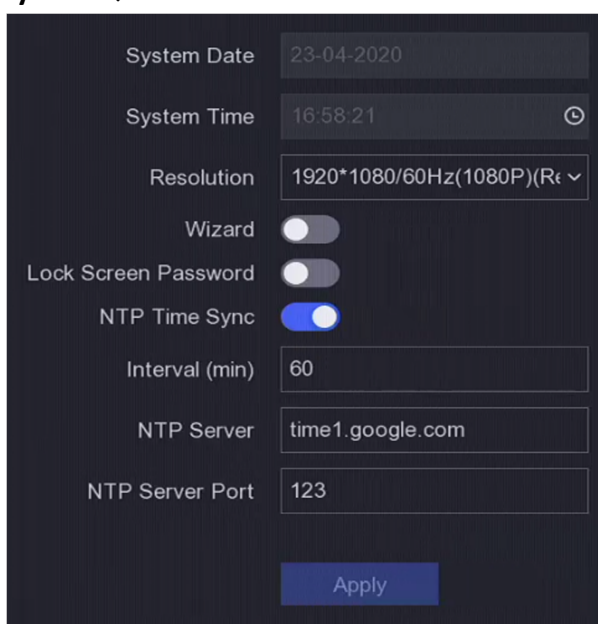 System Date 23-04-2020
System Time 16:58:21
Resolution 1920*1080/60Hz(1080P)(Re
Wizard
Lock Screen Password
NTP Time Sync
Interval (min) 60
NTP Server time1.google.com
NTP Server Port 123
Apply